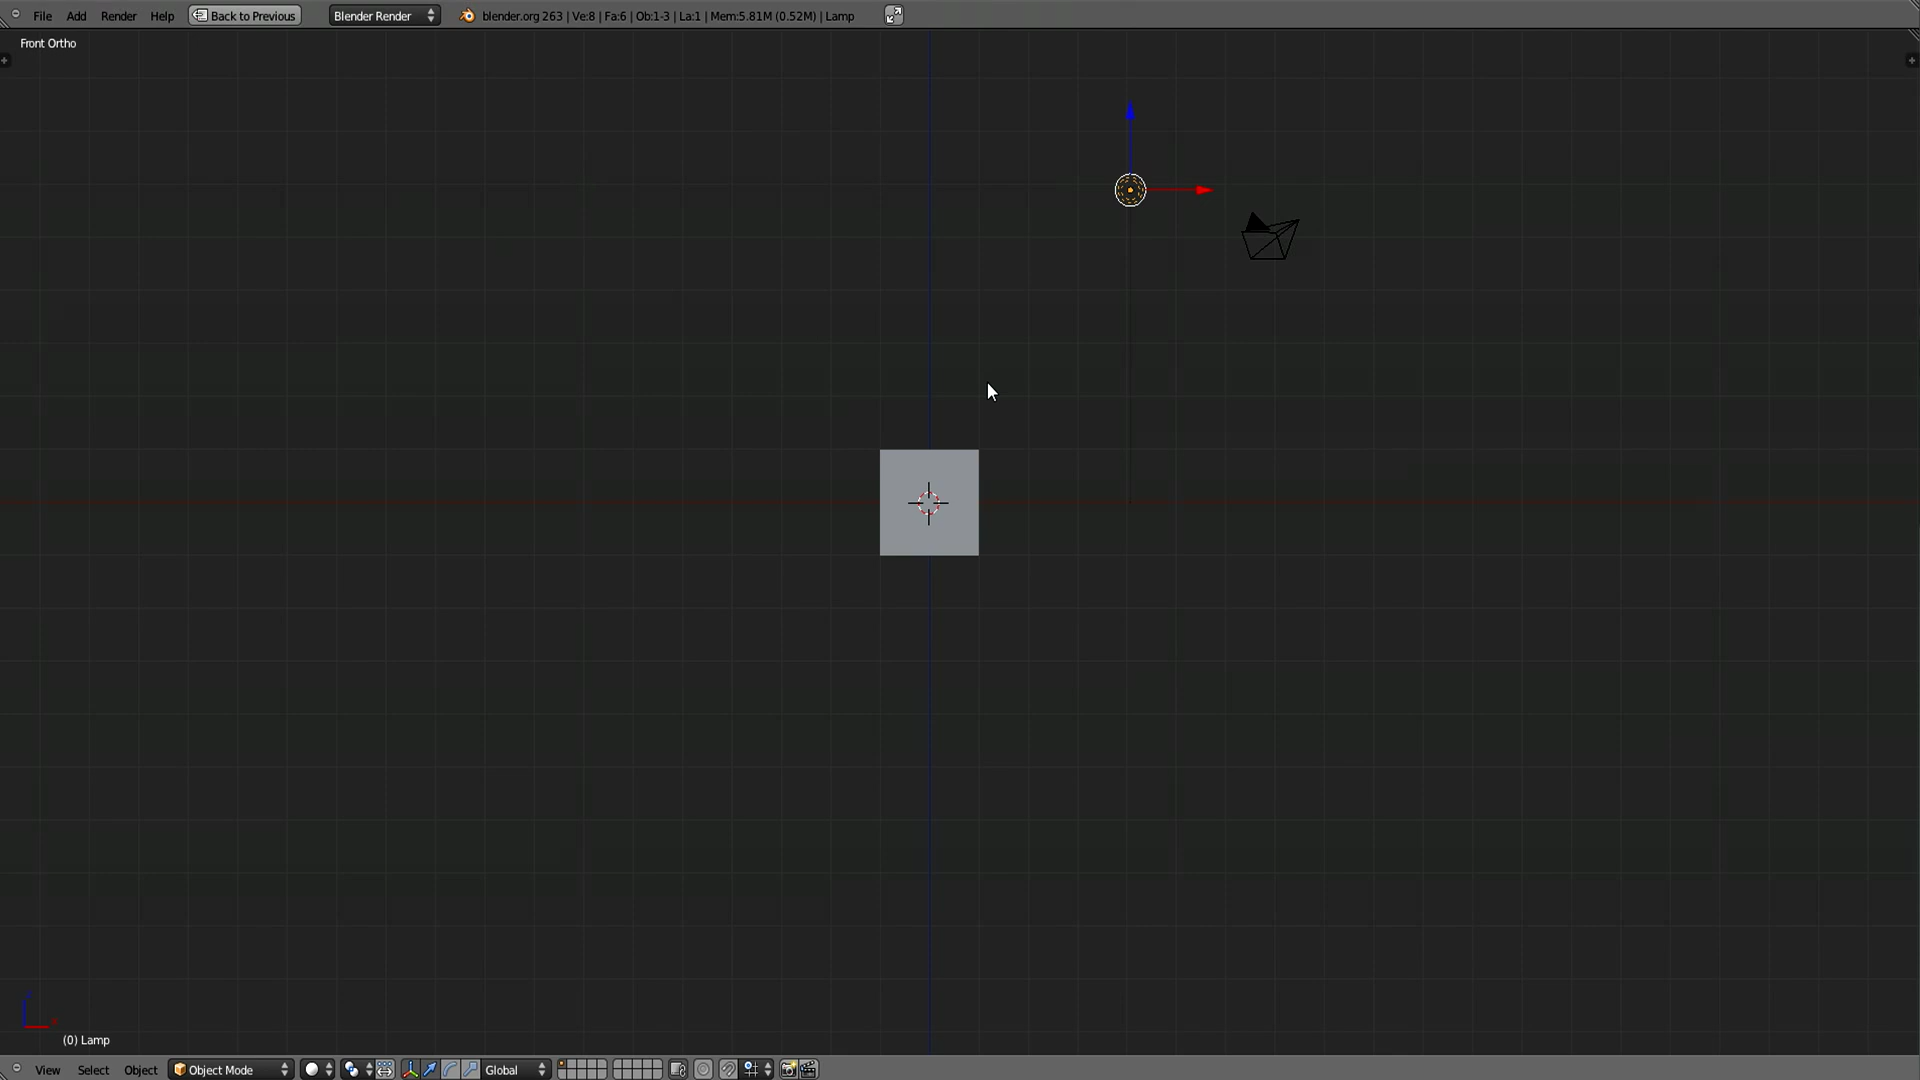 File Add Render Help Back to Previous Blender Render blender.org 263 | Ve:8 | Fa:6 | Ob:1-3 | La:1 | Mem:5.81M (0.52M) | Lamp
Front Ortho
(0) Lamp
View Select Object Object Mode Global